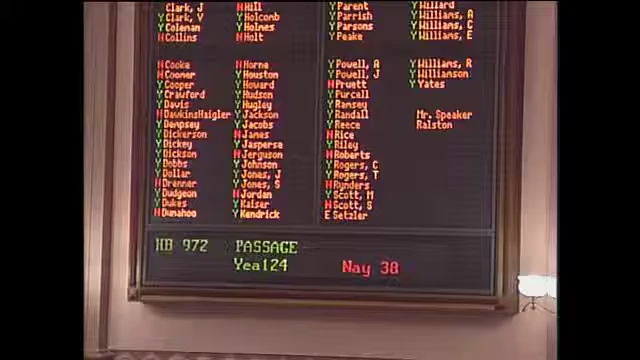 Clark, J
Y Clark, V
Y Coleman
N Collins
N Cooke
N Coomer
Y Cooper
Y Crawford
Y Davis
N DawkinsHaigler
Y Dempsey
Y Dickerson
Y Dickey
Y Dickson
Y Dobbs
Y Dollar
N Drenner
Y Dudgeon
Y Dukes
N Dunahoo
N Hill
Y Holcomb
Y Holmes
N Holt
N Horne
Y Houston
Y Howard
Y Hudson
Y Hugley
Y Jackson
Y Jacobs
N James
Y Jasperse
N Jerguson
Y Johnson
Y Jones, J
Y Jones, S
N Jordan
Y Kaiser
Y Kendrick
Y Parent
Y Parrish
Y Parsons
Y Peake
Y Powell, A
Y Powell, J
N Pruett
Y Purcell
Y Ramsey
Y Randall
Y Reece
N Rice
Y Riley
N Roberts
Y Rogers, C
Y Rogers, T
N Rynders
Y Scott, M
N Scott, S
E Setzler
Willard
Y Williams, A
Y Williams, C
Y Williams, E
Y Williams, R
Y Williamson
Y Yates
Mr. Speaker
Ralston
HB 972 PASSAGE
Yea124 Nay 38